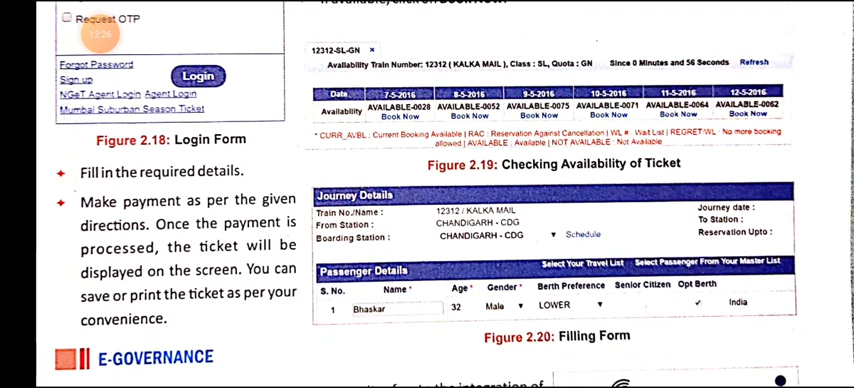 If available, click on BOOK NOW.
Request OTP
12:26
Forgot Password
Sign up
Login
NGeT Agent Login Agent Login
Mumbai Suburban Season Ticket
Figure 2.18: Login Form
Fill in the required details.
Make payment as per the given
directions. Once the payment is
processed, the ticket will be
displayed on the screen. You can
save or print the ticket as per your
convenience.
E-GOVERNANCE
12312-SL-GN ×
Availability Train Number: 12312 ( KALKA MAIL ), Class : SL, Quota : GN Since 0 Minutes and 56 Seconds Refresh
Date 7-5-2016 8-5-2016 9-5-2016 10-5-2016 11-5-2016 12-5-2016
Availability AVAILABLE-0028 AVAILABLE-0052 AVAILABLE-0075 AVAILABLE-0071 AVAILABLE-0064 AVAILABLE-0062
Book Now Book Now Book Now Book Now Book Now Book Now
* CURR_AVBL : Current Booking Available | RAC : Reservation Against Cancellation | WL # Wait List | REGRET/WL : No more booking
allowed | AVAILABLE : Available | NOT AVAILABLE : Not Available
Figure 2.19: Checking Availability of Ticket
Journey Details
Train No./Name : 12312 / KALKA MAIL Journey date :
From Station : CHANDIGARH - CDG To Station :
Boarding Station : CHANDIGARH - CDG Schedule Reservation Upto :
Passenger Details Select Your Travel List Select Passenger From Your Master List
S. No. Name * Age * Gender * Berth Preference Senior Citizen Opt Berth
1 Bhaskar 32 Male LOWER ✓ India
Figure 2.20: Filling Form